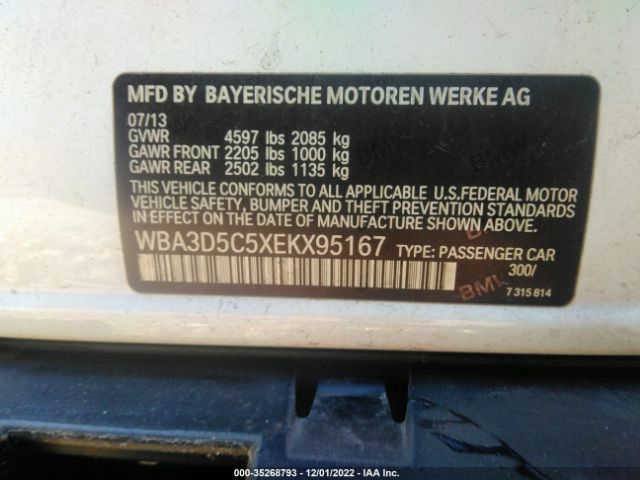 MFD BY BAYERISCHE MOTOREN WERKE AG
07/13
GVWR 4597 lbs 2085 kg
GAWR FRONT 2205 lbs 1000 kg
GAWR REAR 2502 lbs 1135 kg
THIS VEHICLE CONFORMS TO ALL APPLICABLE U.S.FEDERAL MOTOR
VEHICLE SAFETY, BUMPER AND THEFT PREVENTION STANDARDS
IN EFFECT ON THE DATE OF MANUFACTURE SHOWN ABOVE.
WBA3D5C5XEKX95167 TYPE: PASSENGER CAR
300/
BMW
7 315 814
© 000-35268793 - 12/01/2022 - IAA Inc.